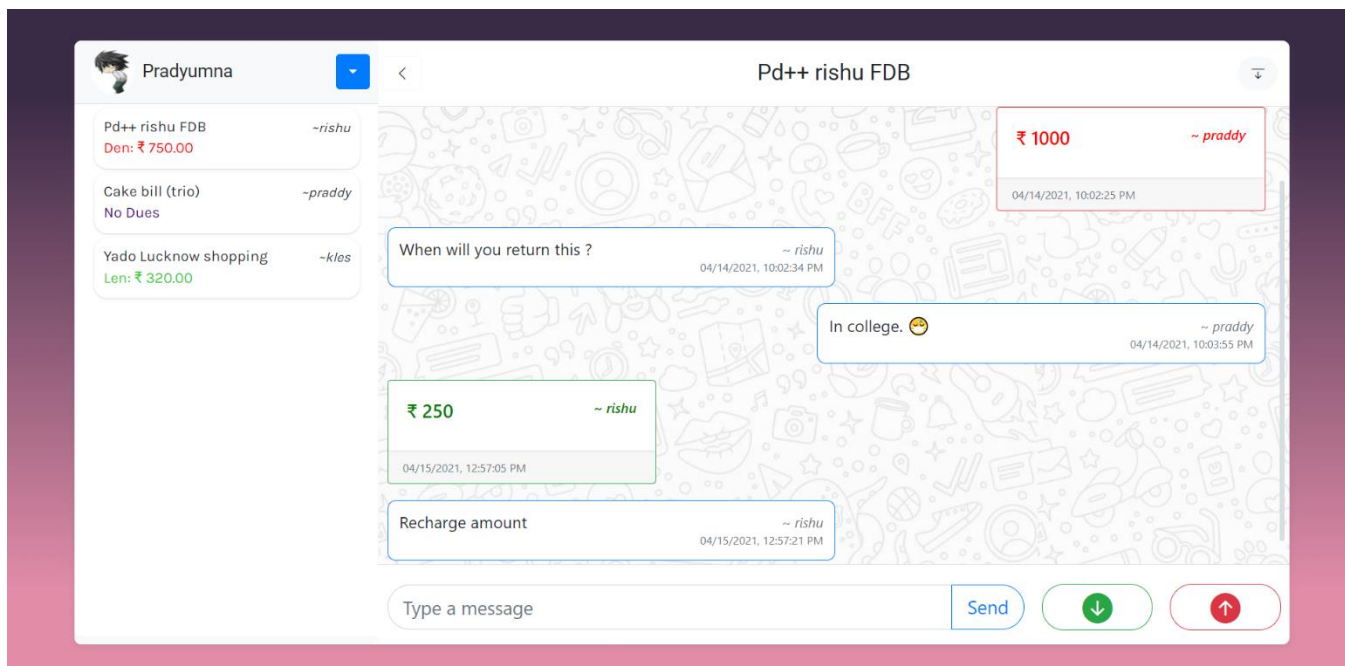 Pradyumna
Pd++ rishu FDB ~rishu
Den: ₹ 750.00
Cake bill (trio) ~praddy
No Dues
Yado Lucknow shopping ~kles
Len: ₹ 320.00
Pd++ rishu FDB
₹ 1000 ~ praddy
04/14/2021, 10:02:25 PM
When will you return this ? ~ rishu
04/14/2021, 10:02:34 PM
In college. 😷 ~ praddy
04/14/2021, 10:03:55 PM
₹ 250 ~ rishu
04/15/2021, 12:57:05 PM
Recharge amount ~ rishu
04/15/2021, 12:57:21 PM
Type a message Send